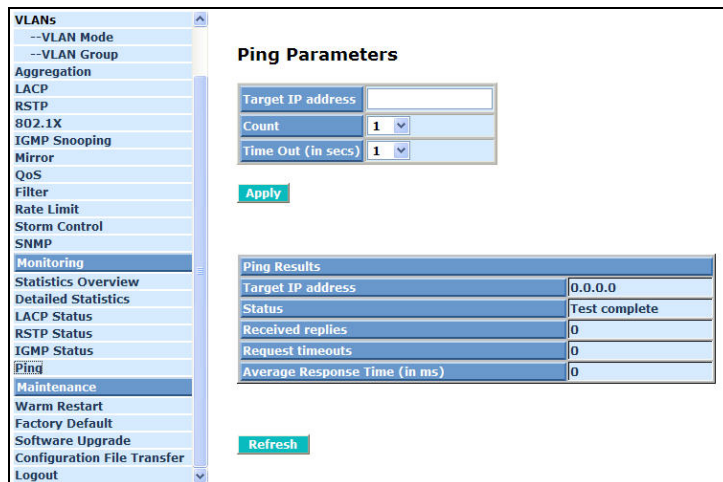 VLANs
--VLAN Mode
--VLAN Group
Aggregation
LACP
RSTP
802.1X
IGMP Snooping
Mirror
QoS
Filter
Rate Limit
Storm Control
SNMP
Monitoring
Statistics Overview
Detailed Statistics
LACP Status
RSTP Status
IGMP Status
Ping
Maintenance
Warm Restart
Factory Default
Software Upgrade
Configuration File Transfer
Logout
Ping Parameters
Target IP address
Count 1
Time Out (in secs) 1
Apply
Ping Results
Target IP address 0.0.0.0
Status Test complete
Received replies 0
Request timeouts 0
Average Response Time (in ms) 0
Refresh